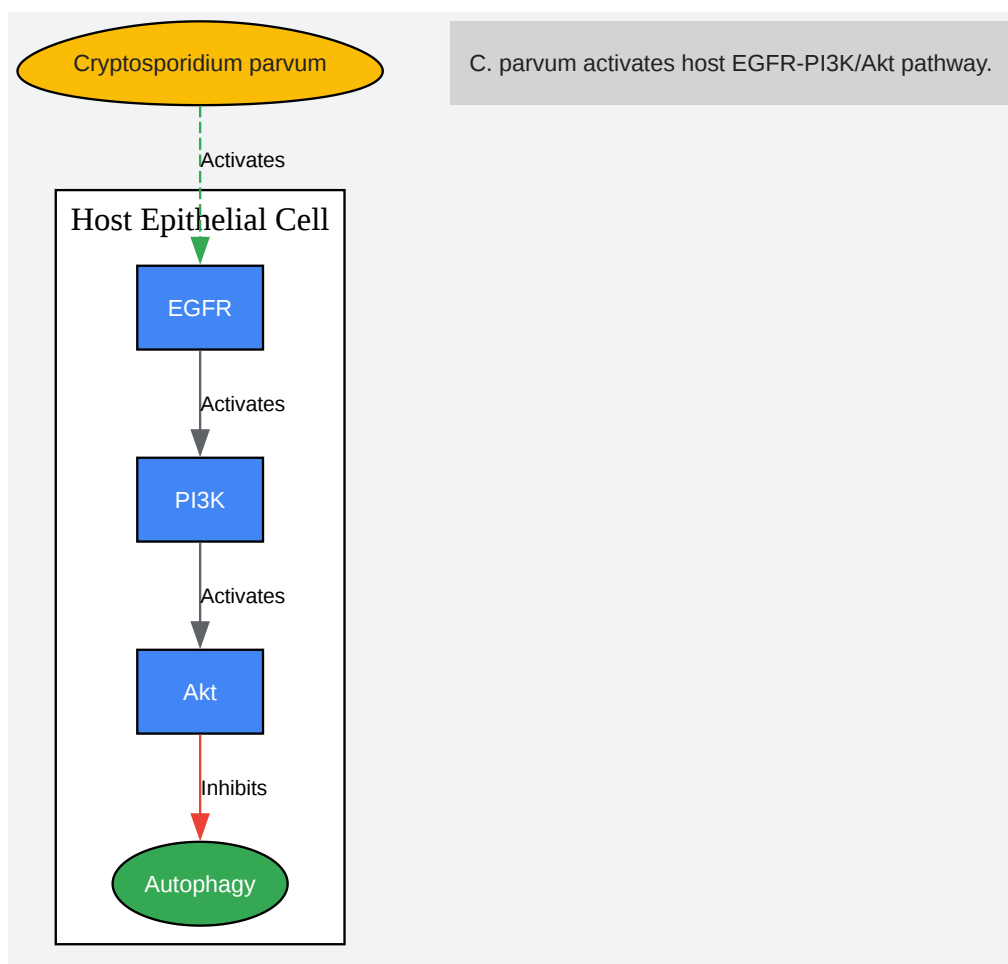 Cryptosporidium parvum
C. parvum activates host EGFR-PI3K/Akt pathway.
Activates
Host Epithelial Cell
EGFR
Activates
PI3K
Activates
Akt
Inhibits
Autophagy